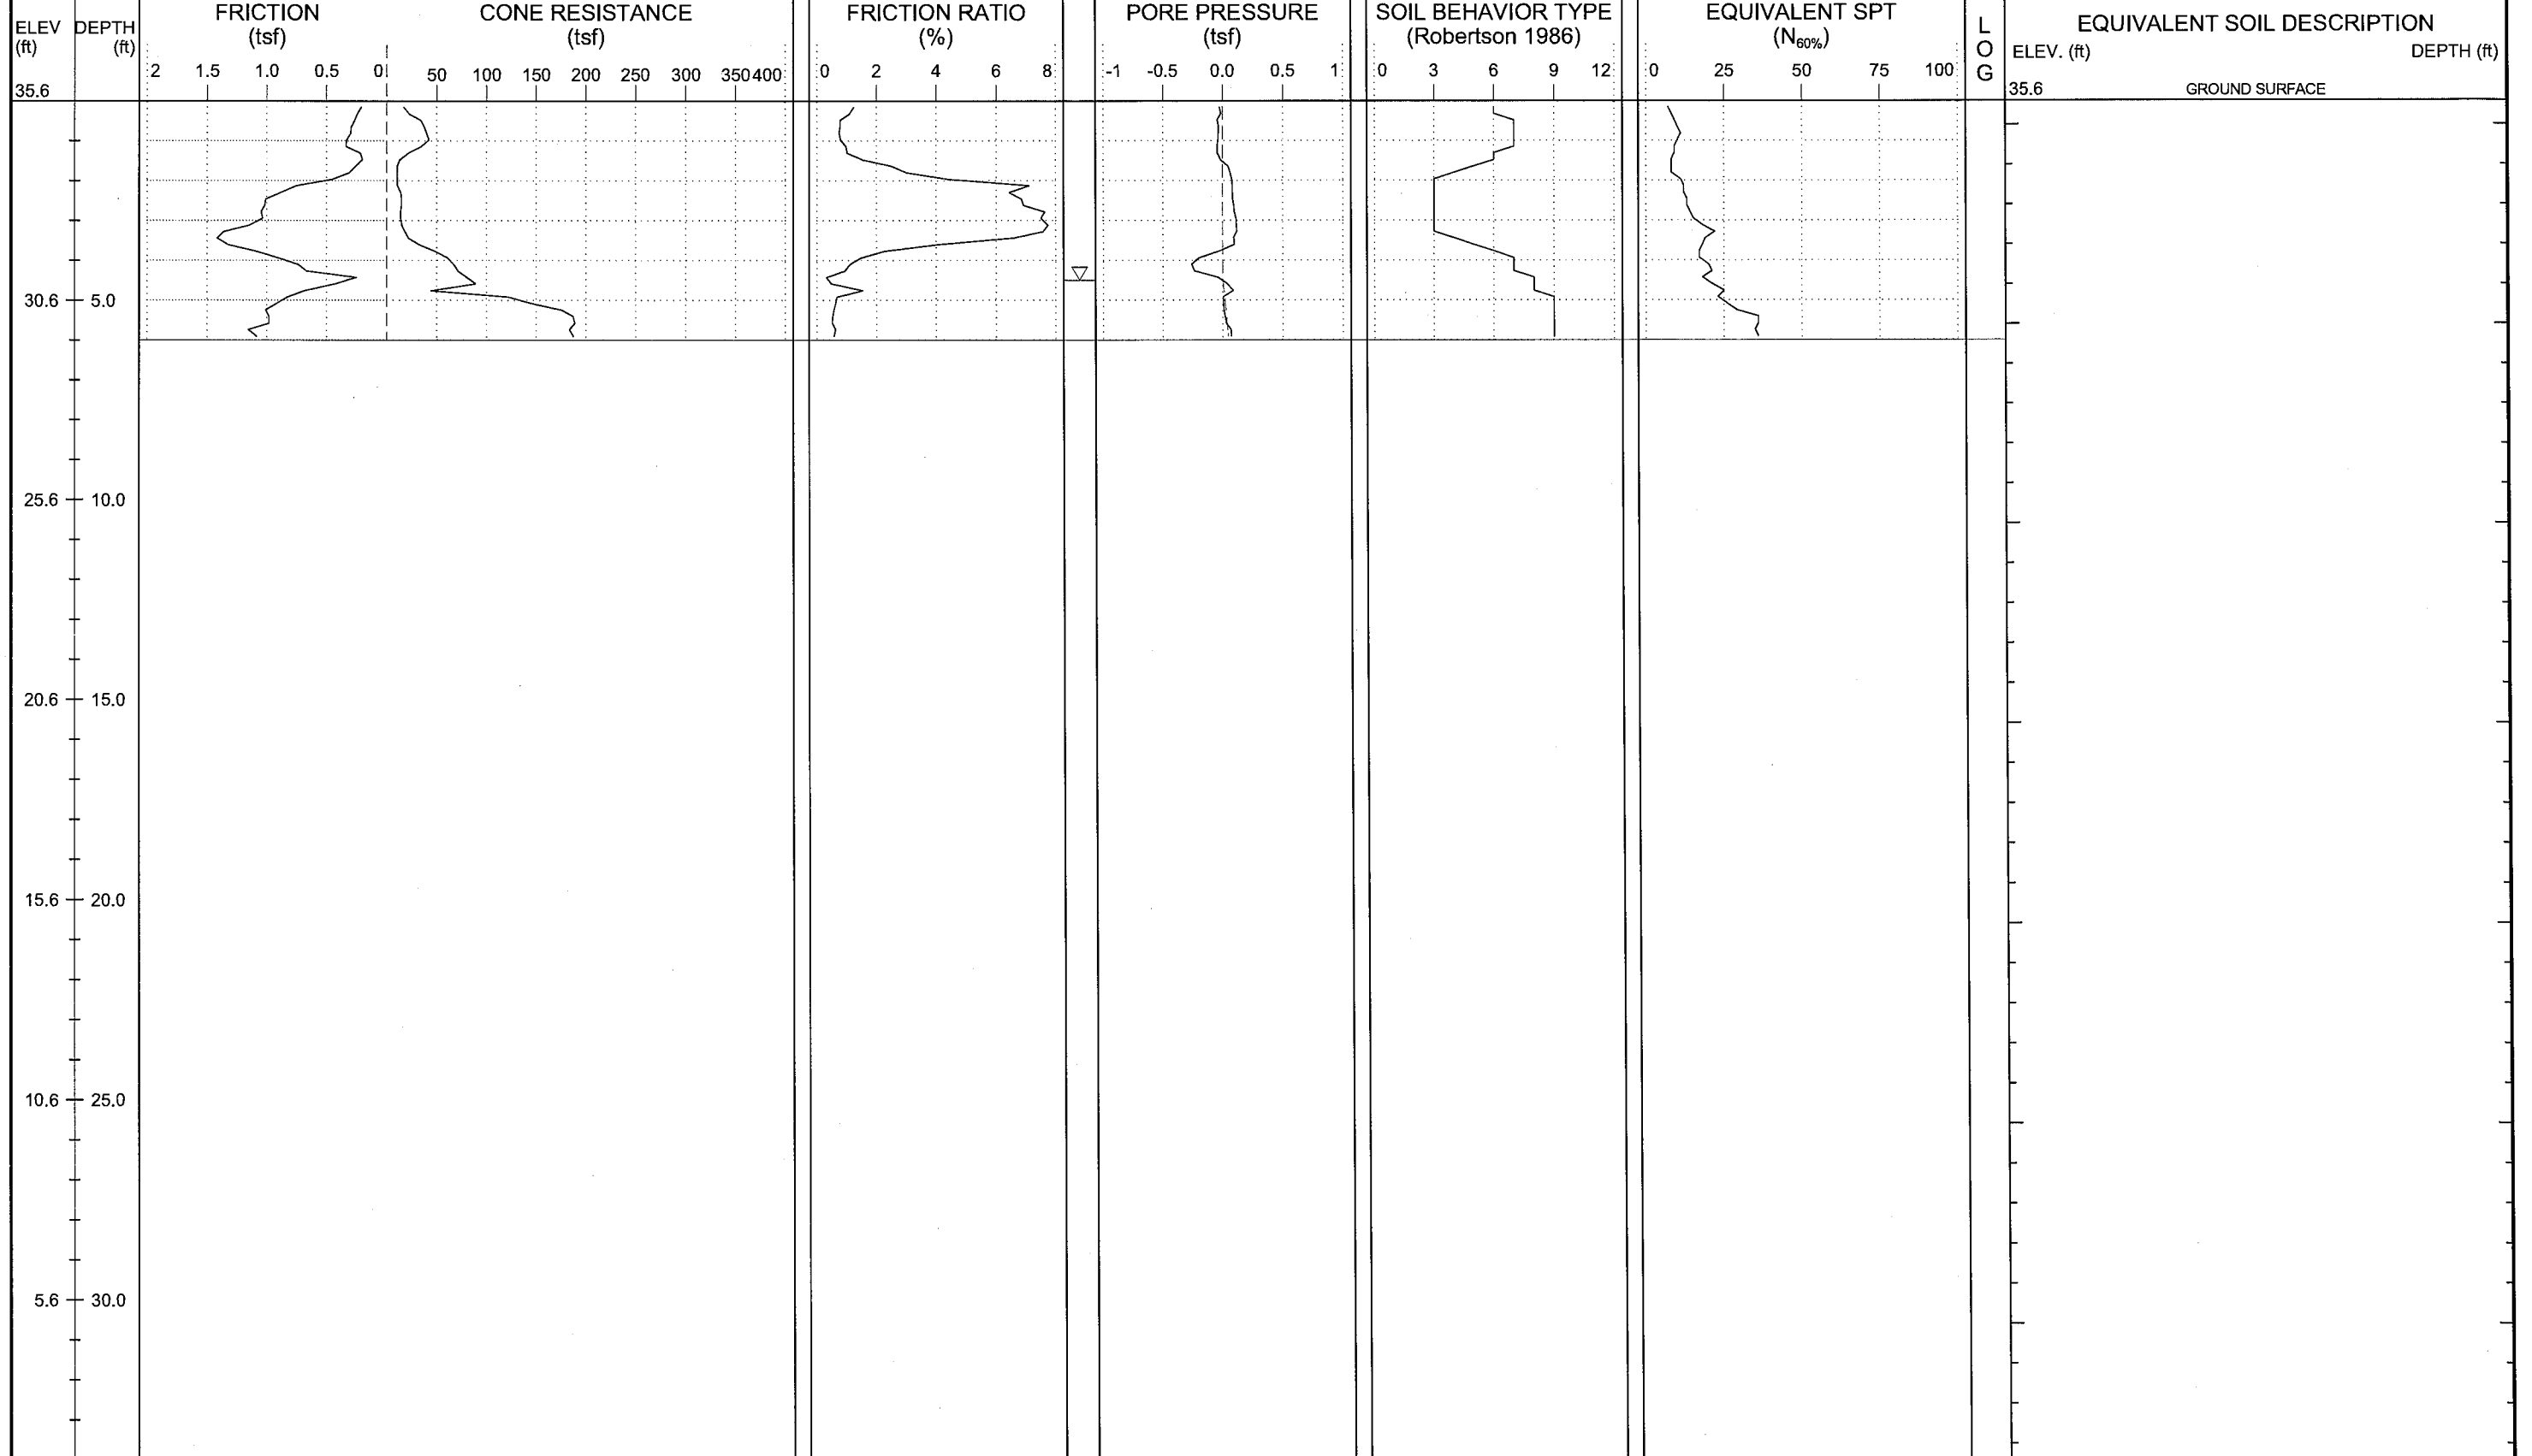 ELEV (ft)
DEPTH (ft)
FRICTION (tsf)
CONE RESISTANCE (tsf)
FRICTION RATIO (%)
PORE PRESSURE (tsf)
SOIL BEHAVIOR TYPE (Robertson 1986)
EQUIVALENT SPT (N60%)
LOG
EQUIVALENT SOIL DESCRIPTION
ELEV. (ft) DEPTH (ft)
2 1.5 1.0 0.5 0
50 100 150 200 250 300 350 400
0 2 4 6 8
-1 -0.5 0.0 0.5 1
0 3 6 9 12
0 25 50 75 100
35.6
35.6 GROUND SURFACE
30.6 5.0
25.6 10.0
20.6 15.0
15.6 20.0
10.6 25.0
5.6 30.0